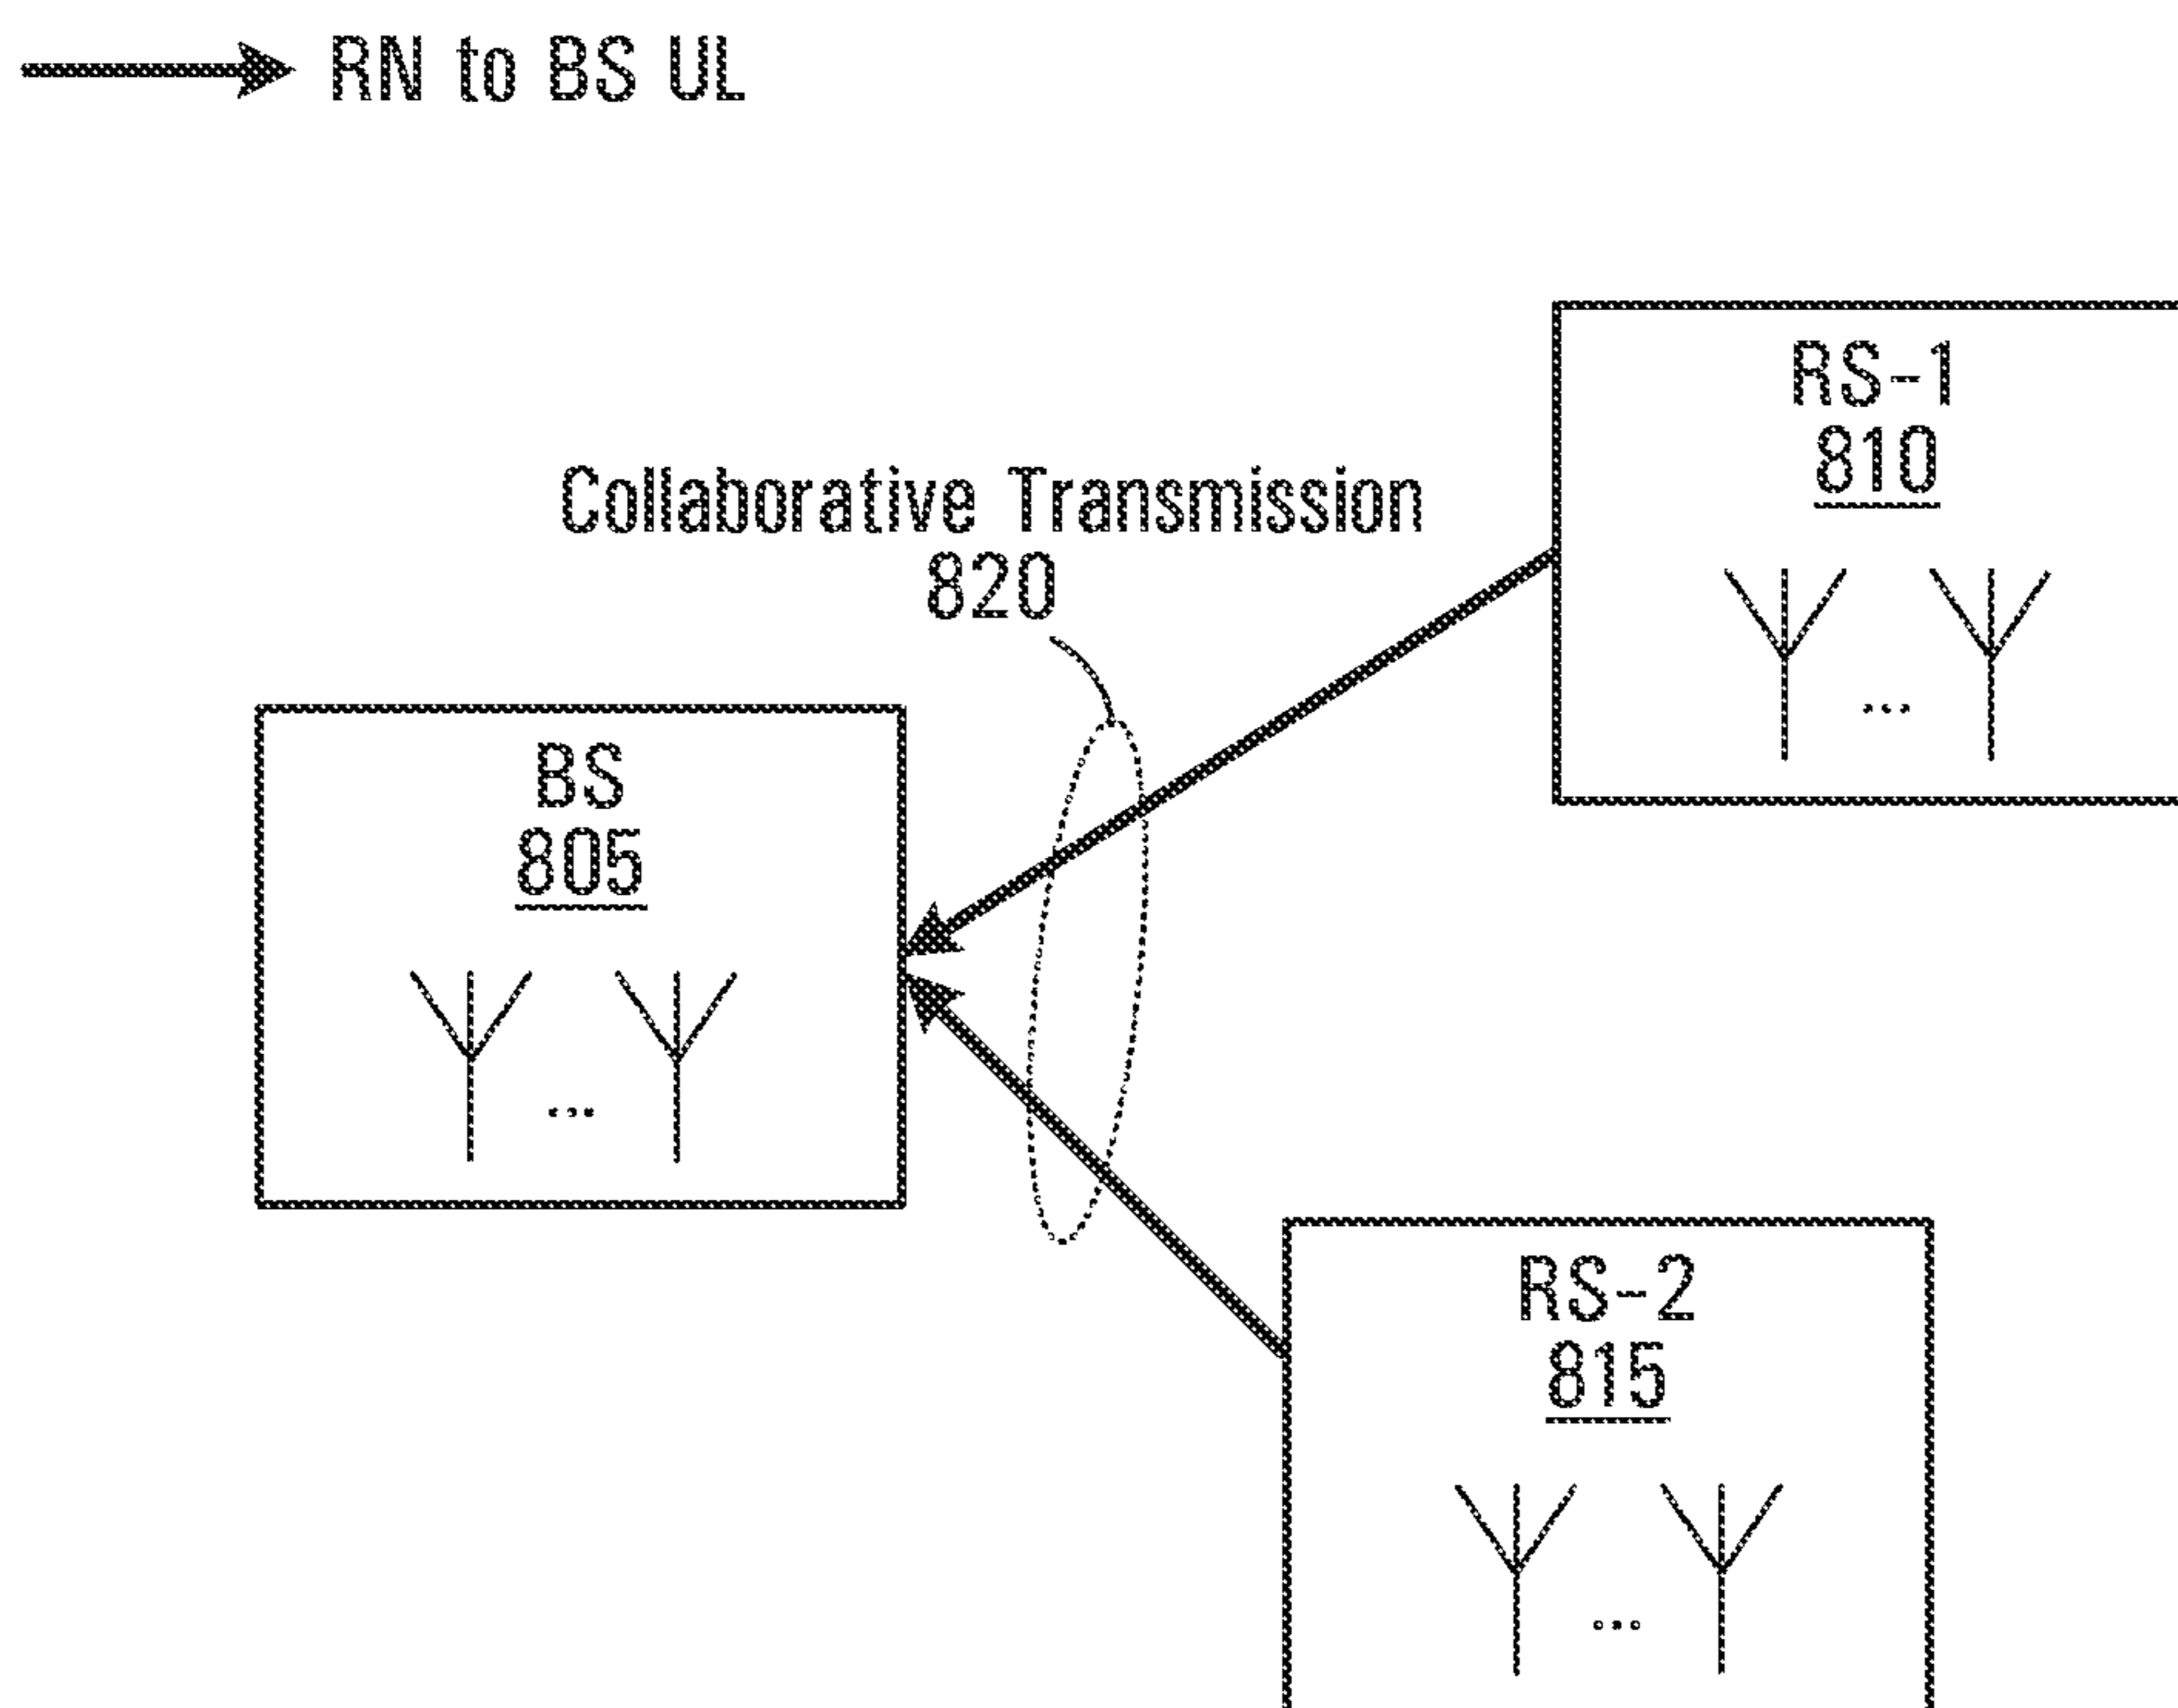 RN to BS UL
RS-1
810
Collaborative Transmission
820
BS
805
...
...
RS-2
815
...